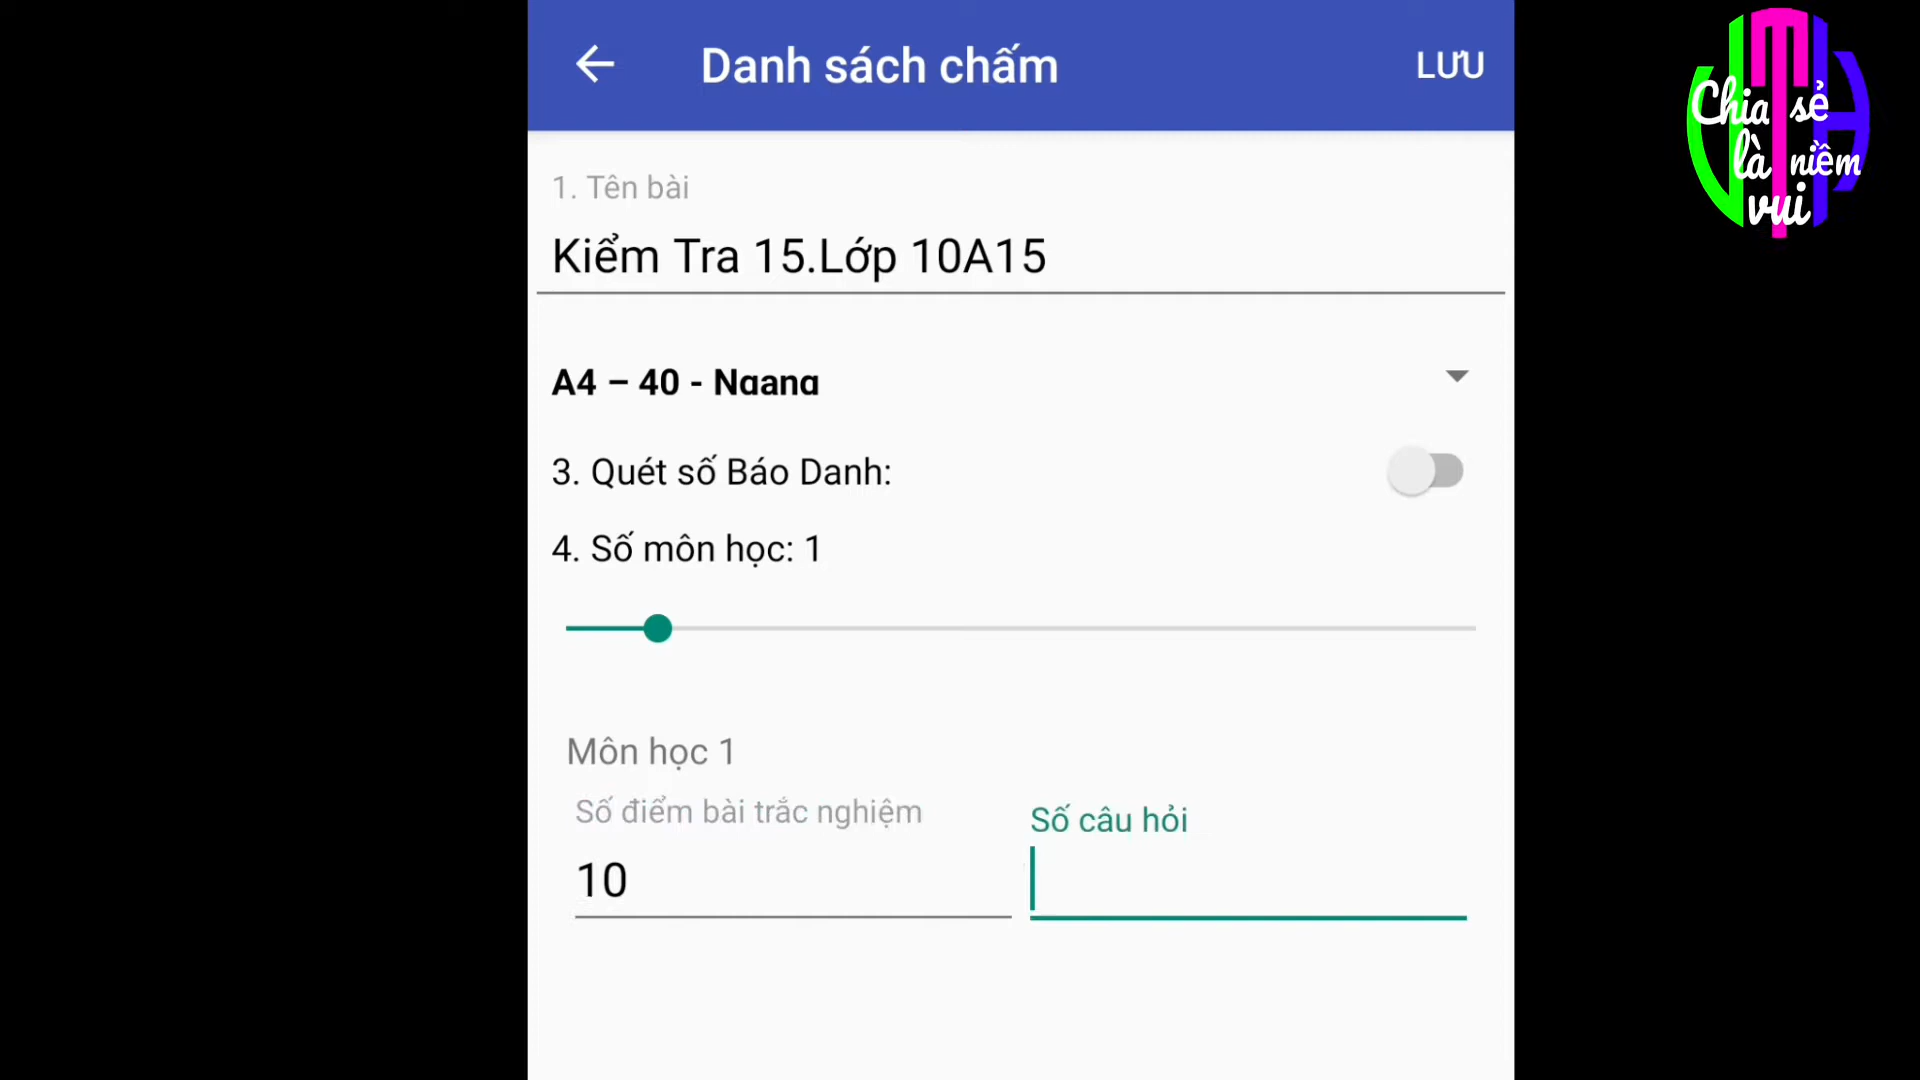 Danh sách chấm
LƯU
1. Tên bài
Kiểm Tra 15.Lớp 10A15
A4 – 40 - Ngang
3. Quét số Báo Danh:
4. Số môn học: 1
Môn học 1
Số điểm bài trắc nghiệm
10
Số câu hỏi
Chia sẻ
là niềm
vui